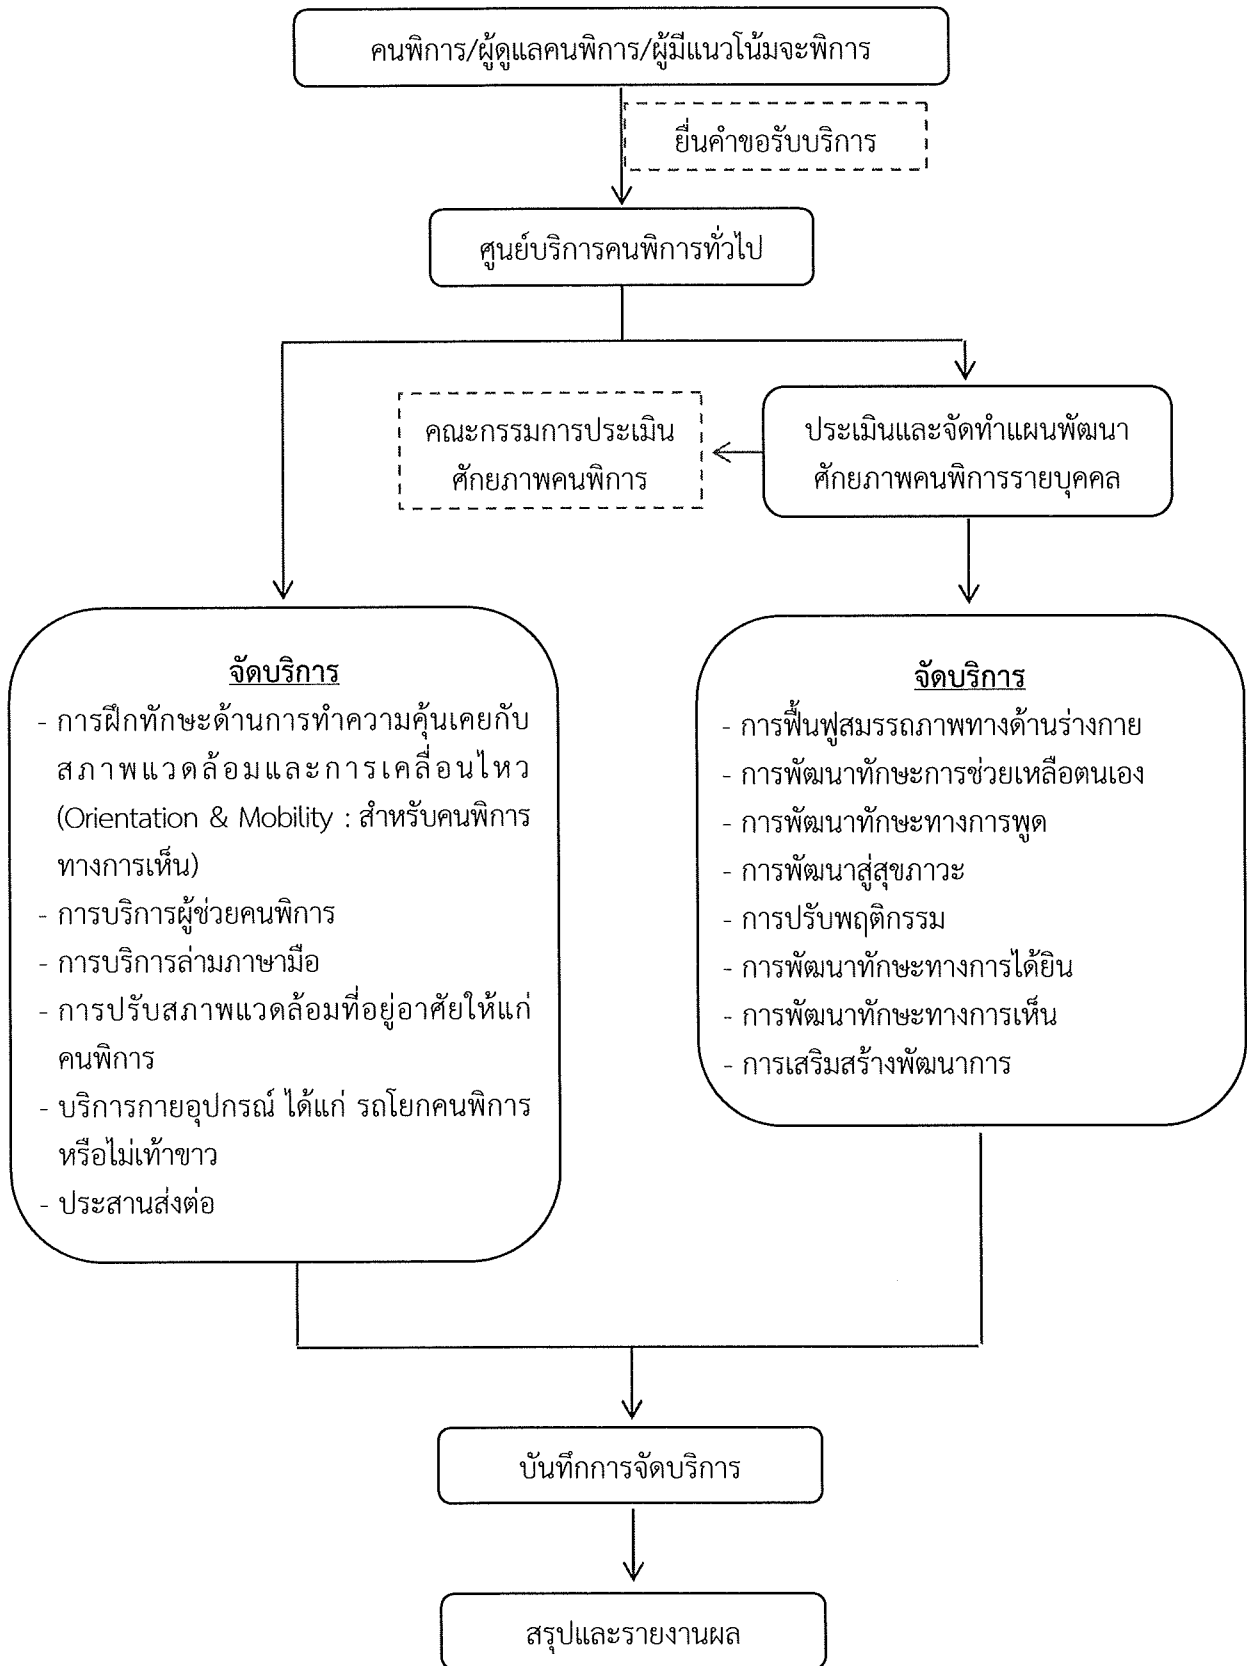 คนพิการ/ผู้ดูแลคนพิการ/ผู้มีแนวโน้มจะพิการ
ยื่นคำขอรับบริการ
ศูนย์บริการคนพิการทั่วไป
คณะกรรมการประเมิน
ศักยภาพคนพิการ
ประเมินและจัดทำแผนพัฒนา
ศักยภาพคนพิการรายบุคคล
จัดบริการ
- การฝึกทักษะด้านการทำความคุ้นเคยกับ
สภาพแวดล้อมและการเคลื่อนไหว
(Orientation & Mobility : สำหรับคนพิการ
ทางการเห็น)
- การบริการผู้ช่วยคนพิการ
- การบริการล่ามภาษามือ
- การปรับสภาพแวดล้อมที่อยู่อาศัยให้แก่
คนพิการ
- บริการกายอุปกรณ์ ได้แก่ รถโยกคนพิการ
หรือไม่เท้าขาว
- ประสานส่งต่อ
จัดบริการ
- การฟื้นฟูสมรรถภาพทางด้านร่างกาย
- การพัฒนาทักษะการช่วยเหลือตนเอง
- การพัฒนาทักษะทางการพูด
- การพัฒนาสู่สุขภาวะ
- การปรับพฤติกรรม
- การพัฒนาทักษะทางการได้ยิน
- การพัฒนาทักษะทางการเห็น
- การเสริมสร้างพัฒนาการ
บันทึกการจัดบริการ
สรุปและรายงานผล